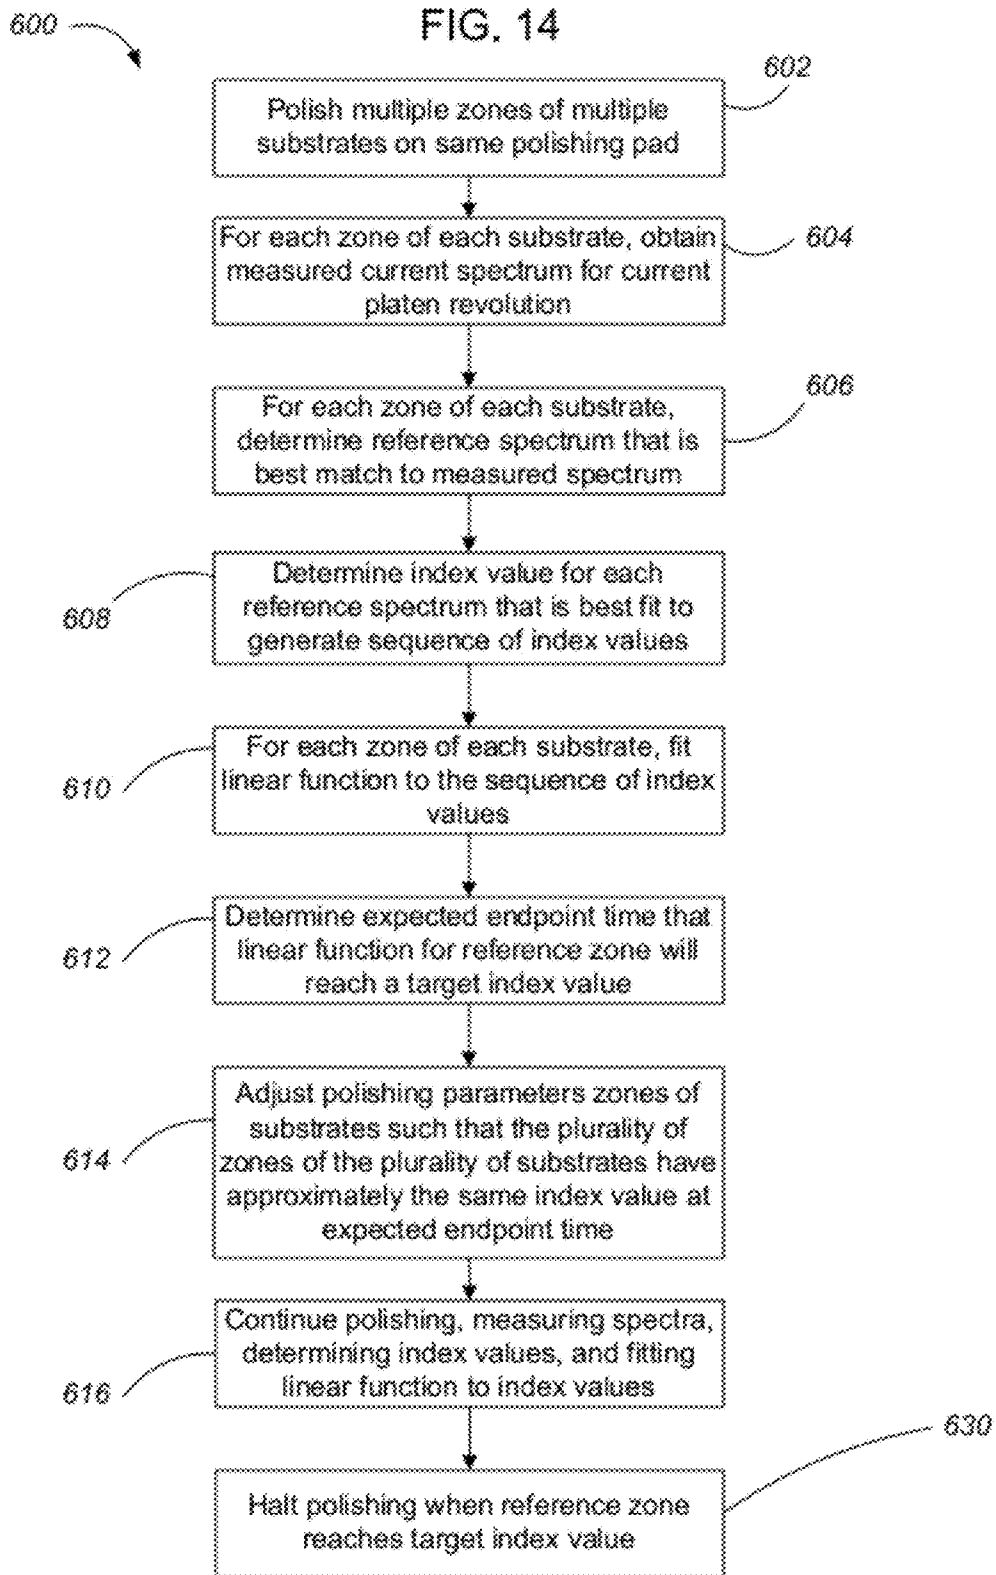 600
FIG. 14
602
Polish multiple zones of multiple
substrates on same polishing pad
604
For each zone of each substrate, obtain
measured current spectrum for current
platen revolution
606
For each zone of each substrate,
determine reference spectrum that is
best match to measured spectrum
608
Determine index value for each
reference spectrum that is best fit to
generate sequence of index values
610
For each zone of each substrate, fit
linear function to the sequence of index
values
612
Determine expected endpoint time that
linear function for reference zone will
reach a target index value
614
Adjust polishing parameters zones of
substrates such that the plurality of
zones of the plurality of substrates have
approximately the same index value at
expected endpoint time
616
Continue polishing, measuring spectra,
determining index values, and fitting
linear function to index values
630
Halt polishing when reference zone
reaches target index value